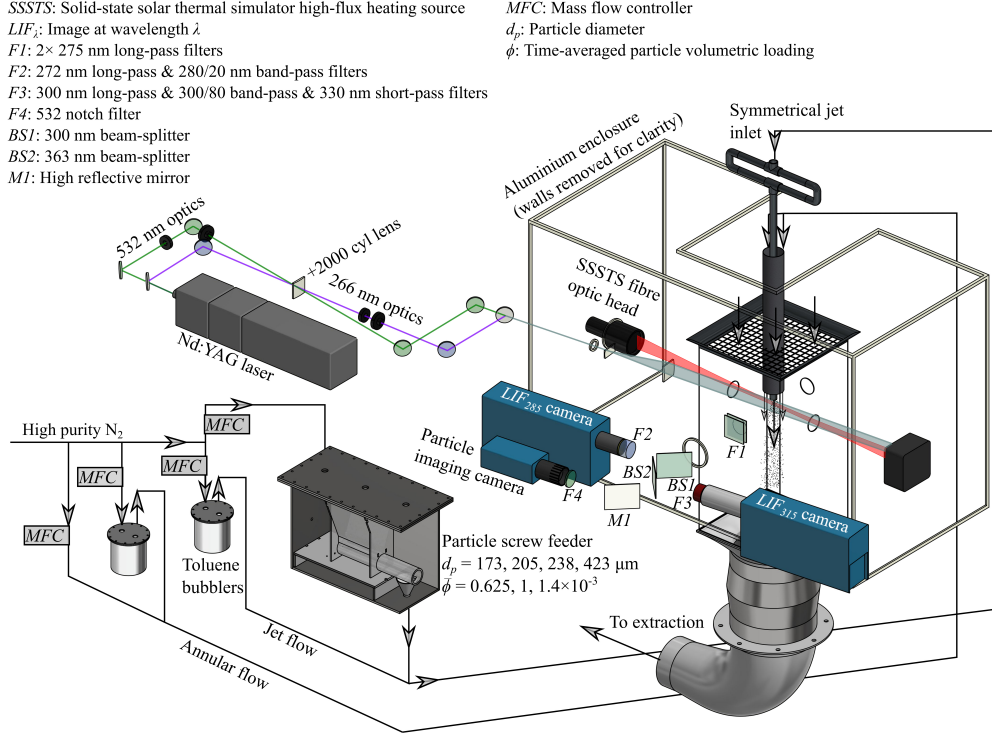 SSSTS: Solid-state solar thermal simulator high-flux heating source
LIFλ: Image at wavelength λ
F1: 2× 275 nm long-pass filters
F2: 272 nm long-pass & 280/20 nm band-pass filters
F3: 300 nm long-pass & 300/80 band-pass & 330 nm short-pass filters
F4: 532 notch filter
BS1: 300 nm beam-splitter
BS2: 363 nm beam-splitter
M1: High reflective mirror
MFC: Mass flow controller
dp: Particle diameter
ϕ: Time-averaged particle volumetric loading
Symmetrical jet
inlet
Aluminium enclosure
(walls removed for clarity)
532 nm optics
+2000 cyl lens
266 nm optics
SSSTS fibre
optic head
Nd:YAG laser
LIF285 camera
F2
F1
Particle
imaging camera
F4
BS2
BS1
M1
F3
LIF315 camera
High purity N2
MFC
MFC
MFC
MFC
Toluene
bubblers
Particle screw feeder
dp = 173, 205, 238, 423 μm
ϕ̅ = 0.625, 1, 1.4×10-3
To extraction
Jet flow
Annular flow